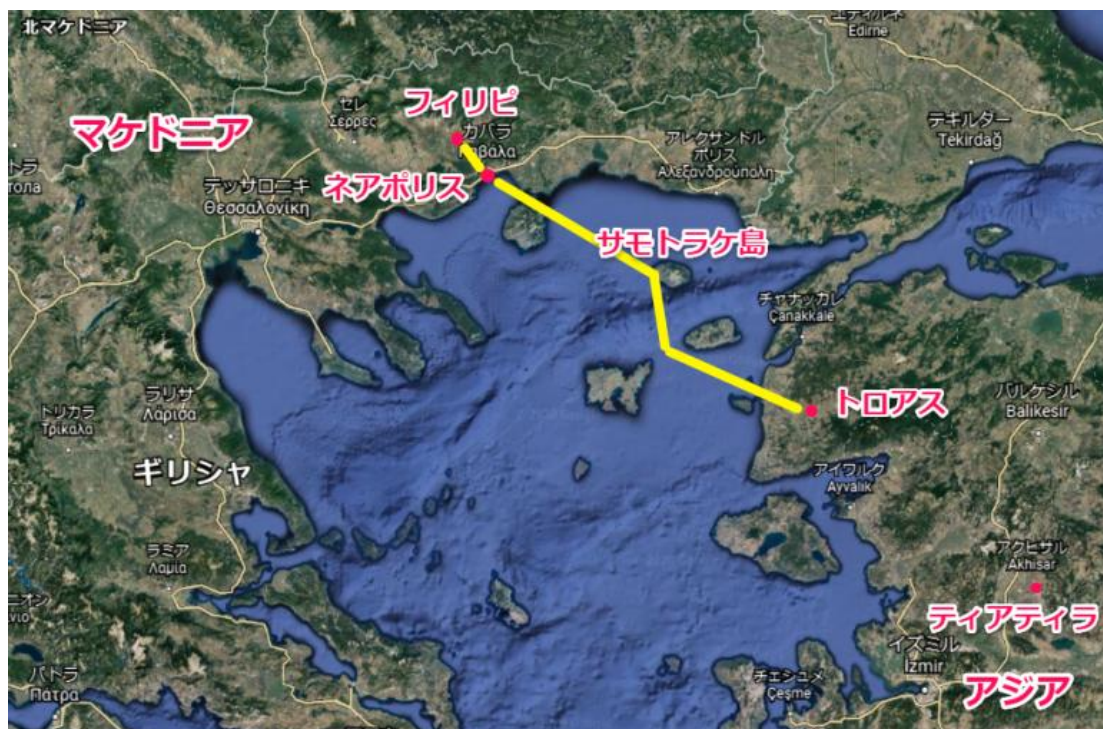 北マケドニア
エディルネ
Edirne
フィリピ
マケドニア
セレ
Σέρρες
カバラ
Καβάλα
アレクサンドル
ポリス
Αλεξανδρούπολη
テキルダー
Tekirdağ
テッサロニキ
Θεσσαλονίκη
ネアポリス
サモトラケ島
チャナッカレ
Çanakkale
ラリサ
Λάρισα
トリカラ
Τρίκαλα
トロアス
バルケシル
Balıkesir
ギリシャ
アイワルク
Ayvalık
ラミア
Λαμία
アクヒサル
Akhisar
ティアティラ
イズミル
İzmir
パトラ
Πάτρα
チェシュメ
Çeşme
アジア